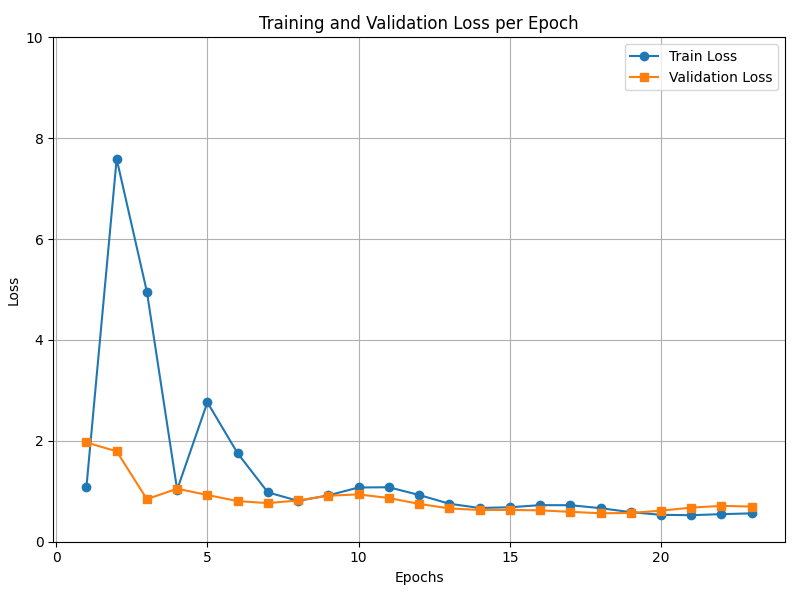 Training and Validation Loss per Epoch
Train Loss
Validation Loss
10
8
6
4
2
0
Loss
0 5 10 15 20
Epochs